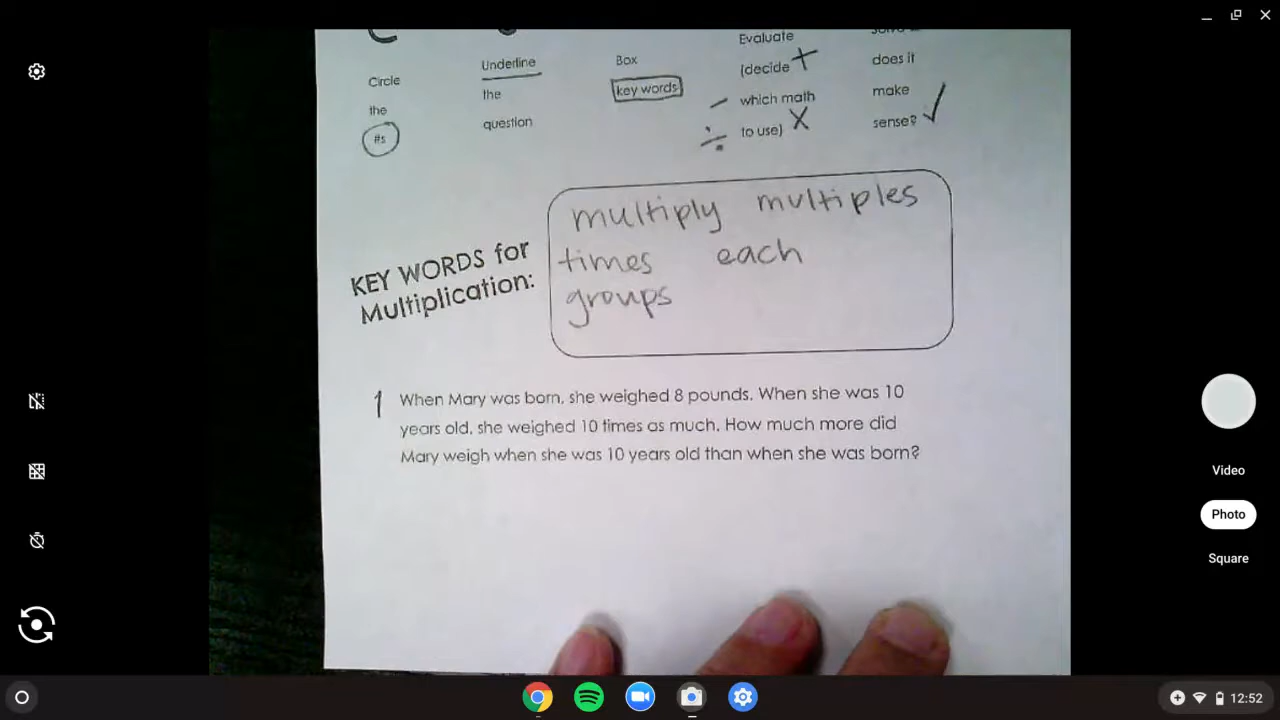 Circle
the
#s
Underline
the
question
Box
key words
Evaluate
(decide +
- which math
÷ to use) X
does it
make
sense? ✓
KEY WORDS for
Multiplication:
multiply multiples
times each
groups
1 When Mary was born, she weighed 8 pounds. When she was 10
years old, she weighed 10 times as much. How much more did
Mary weigh when she was 10 years old than when she was born?
Video
Photo
Square
12:52